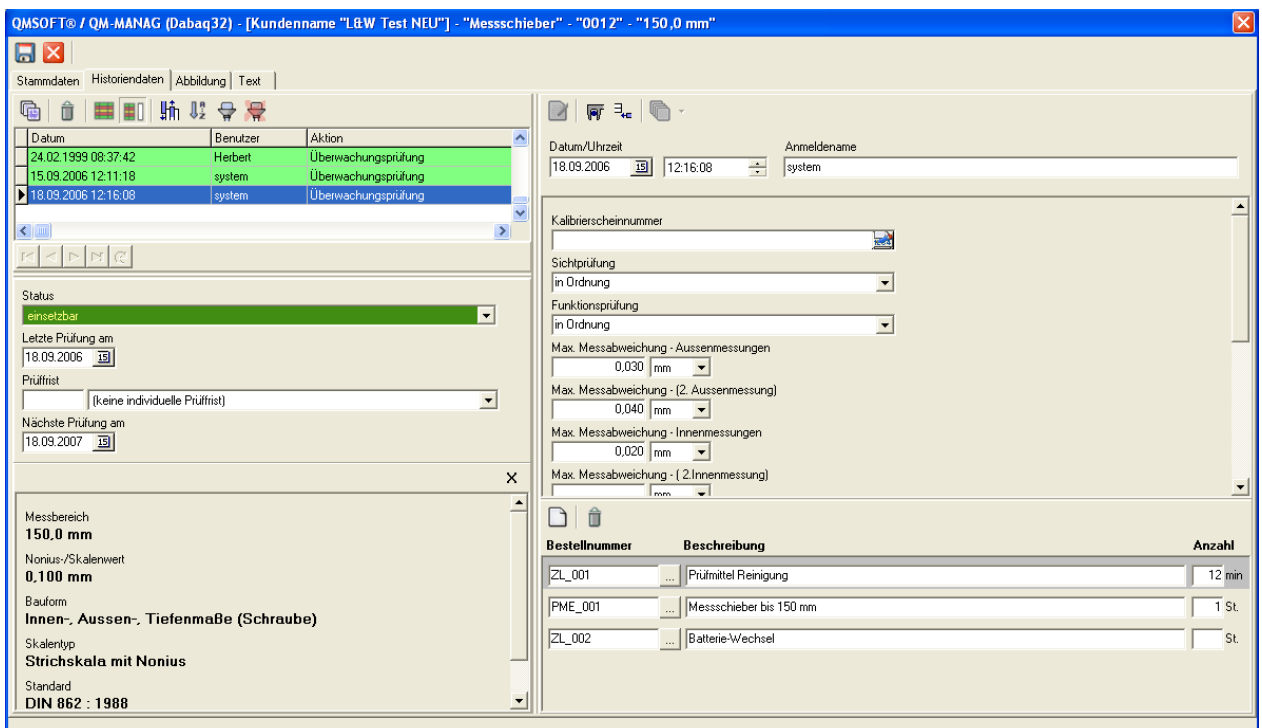 QMSOFT® / QM-MANAG (Dabaq32) - [Kundenname "L&W Test NEU"] - "Messschieber" - "0012" - "150,0 mm"
Stammdaten Historiendaten Abbildung Text
Datum Benutzer Aktion
24.02.1999 08:37:42 Herbert Überwachungsprüfung
15.09.2006 12:11:18 system Überwachungsprüfung
18.09.2006 12:16:08 system Überwachungsprüfung
Status
einsetzbar
Letzte Prüfung am
18.09.2006 15
Prüffrist
(keine individuelle Prüffrist)
Nächste Prüfung am
18.09.2007 15
Messbereich
150,0 mm
Nonius-/Skalenwert
0,100 mm
Bauform
Innen-, Aussen-, Tiefenmaße (Schraube)
Skalentyp
Strichskala mit Nonius
Standard
DIN 862 : 1988
Datum/Uhrzeit Anmeldename
18.09.2006 15 12:16:08 system
Kalibrierscheinnummer
Sichtprüfung
in Ordnung
Funktionsprüfung
in Ordnung
Max. Messabweichung - Aussenmessungen
0,030 mm
Max. Messabweichung - (2. Aussenmessung)
0,040 mm
Max. Messabweichung - Innenmessungen
0,020 mm
Max. Messabweichung - ( 2.Innenmessung)
mm
Bestellnummer Beschreibung Anzahl
ZL_001 ... Prüfmittel Reinigung 12 min
PME_001 ... Messschieber bis 150 mm 1 St.
ZL_002 ... Batterie-Wechsel St.